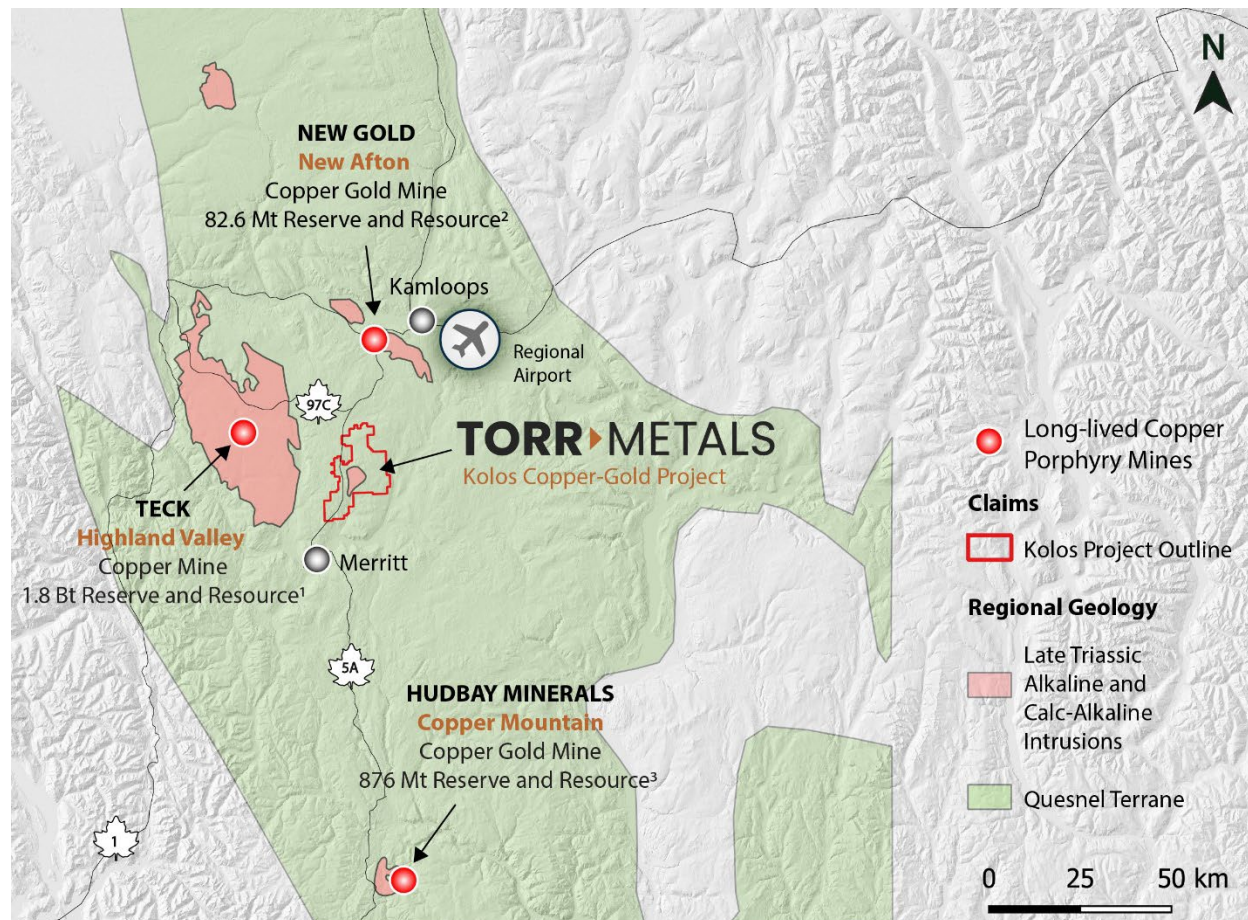 N
NEW GOLD
New Afton
Copper Gold Mine
82.6 Mt Reserve and Resource²
Kamloops
Regional
Airport
97C
TORR METALS
Kolos Copper-Gold Project
TECK
Highland Valley
Copper Mine
1.8 Bt Reserve and Resource¹
Merritt
5A
HUDBAY MINERALS
Copper Mountain
Copper Gold Mine
876 Mt Reserve and Resource³
1
Long-lived Copper
Porphyry Mines
Claims
Kolos Project Outline
Regional Geology
Late Triassic
Alkaline and
Calc-Alkaline
Intrusions
Quesnel Terrane
0 25 50 km